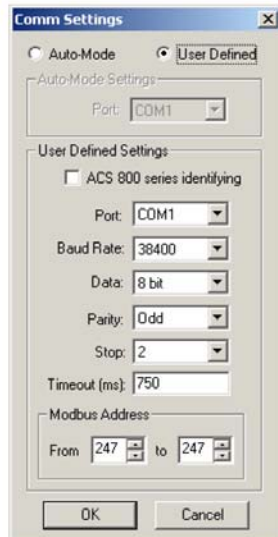 Comm Settings
Auto-Mode User Defined
Auto-Mode Settings
Port: COM1
User Defined Settings
ACS 800 series identifying
Port: COM1
Baud Rate: 38400
Data: 8 bit
Parity: Odd
Stop: 2
Timeout (ms): 750
Modbus Address
From 247 to 247
OK Cancel